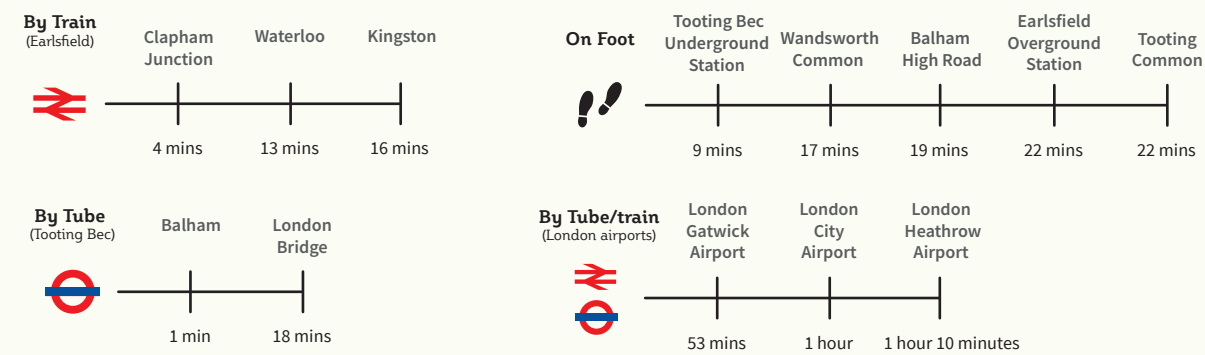 By Train
(Earlsfield)
Clapham
Junction
Waterloo
Kingston
4 mins
13 mins
16 mins
On Foot
Tooting Bec
Underground
Station
Wandsworth
Common
Balham
High Road
Earlsfield
Overground
Station
Tooting
Common
9 mins
17 mins
19 mins
22 mins
22 mins
By Tube
(Tooting Bec)
Balham
London
Bridge
1 min
18 mins
By Tube/train
(London airports)
London
Gatwick
Airport
London
City
Airport
London
Heathrow
Airport
53 mins
1 hour
1 hour 10 minutes